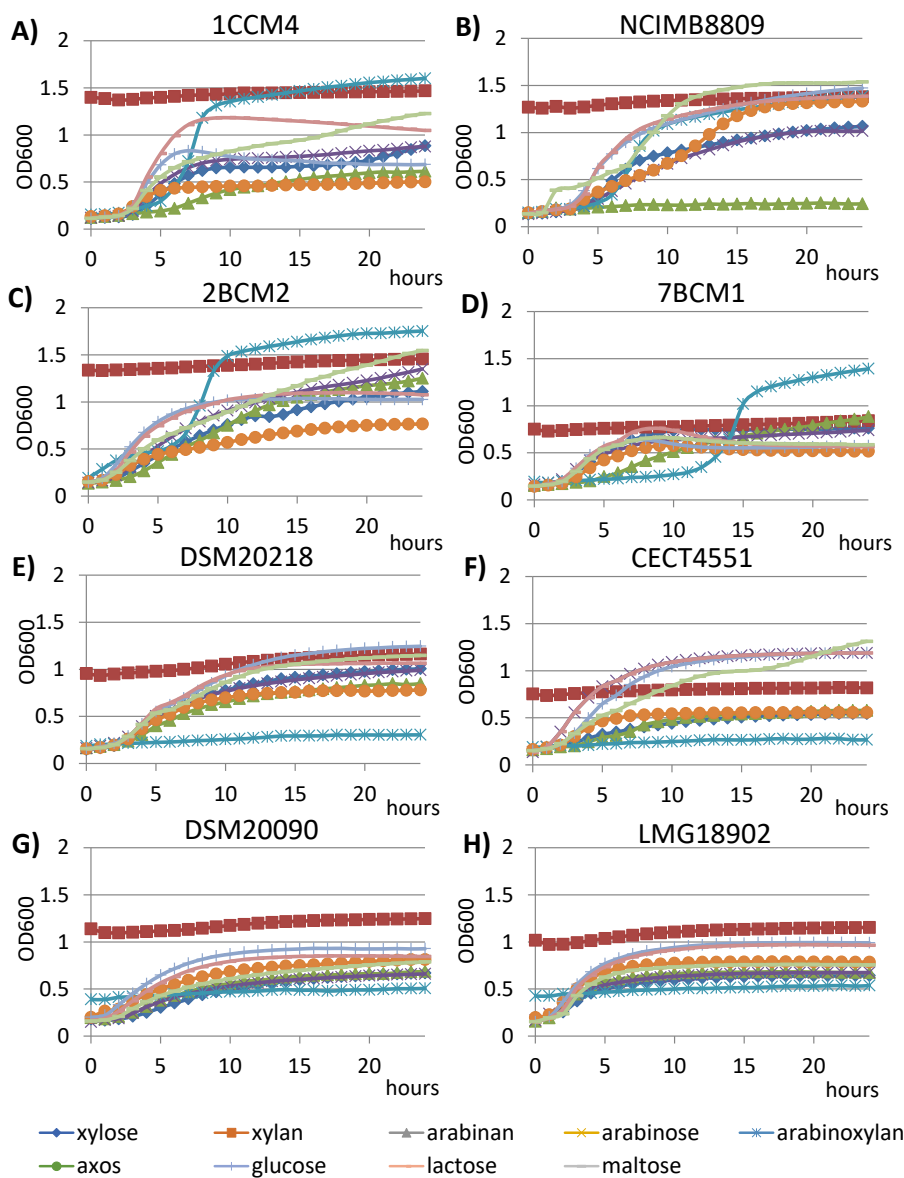 A) 1CCM4
2
1.5
1
0.5
0
OD600
0 5 10 15 20
hours
B) NCIMB8809
2
1.5
1
0.5
0
OD600
0 5 10 15 20
hours
C) 2BCM2
2
1.5
1
0.5
0
OD600
0 10 20
hours
D) 7BCM1
2
1.5
1
0.5
0
OD600
0 10 20
hours
E) DSM20218
2
1.5
1
0.5
0
OD600
0 5 10 15 20
hours
F) CECT4551
2
1.5
1
0.5
0
OD600
0 5 10 15 20
hours
G) DSM20090
2
1.5
1
0.5
0
OD600
0 5 10 15 20
hours
H) LMG18902
2
1.5
1
0.5
0
OD600
0 5 10 15 20
hours
xylose xylan arabinan arabinose arabinoxylan
axos glucose lactose maltose